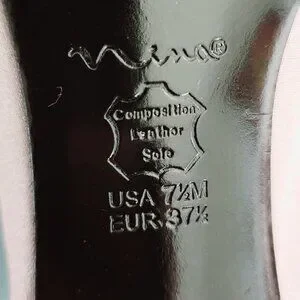 nina®
Composition
Leather
Sole
USA 7½M
EUR 37½